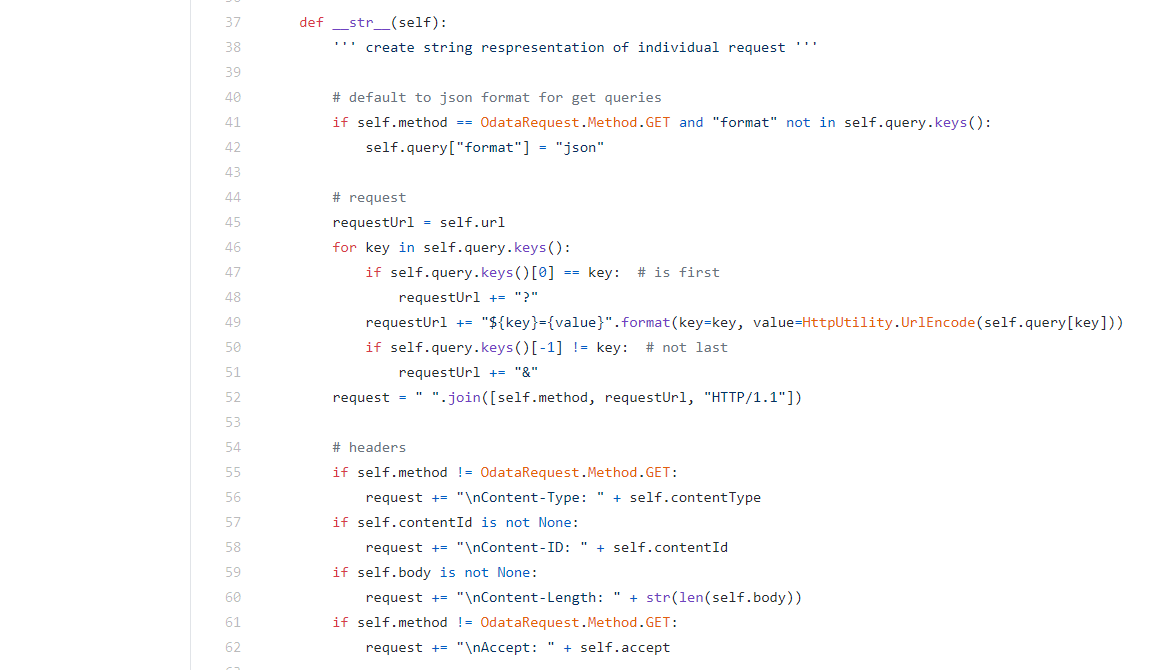 37 def __str__(self):
38 ''' create string respresentation of individual request '''
39
40 # default to json format for get queries
41 if self.method == OdataRequest.Method.GET and "format" not in self.query.keys():
42 self.query["format"] = "json"
43
44 # request
45 requestUrl = self.url
46 for key in self.query.keys():
47 if self.query.keys()[0] == key:  # is first
48 requestUrl += "?"
49 requestUrl += "${key}={value}".format(key=key, value=HttpUtility.UrlEncode(self.query[key]))
50 if self.query.keys()[-1] != key:  # not last
51 requestUrl += "&"
52 request = " ".join([self.method, requestUrl, "HTTP/1.1"])
53
54 # headers
55 if self.method != OdataRequest.Method.GET:
56 request += "\nContent-Type: " + self.contentType
57 if self.contentId is not None:
58 request += "\nContent-ID: " + self.contentId
59 if self.body is not None:
60 request += "\nContent-Length: " + str(len(self.body))
61 if self.method != OdataRequest.Method.GET:
62 request += "\nAccept: " + self.accept